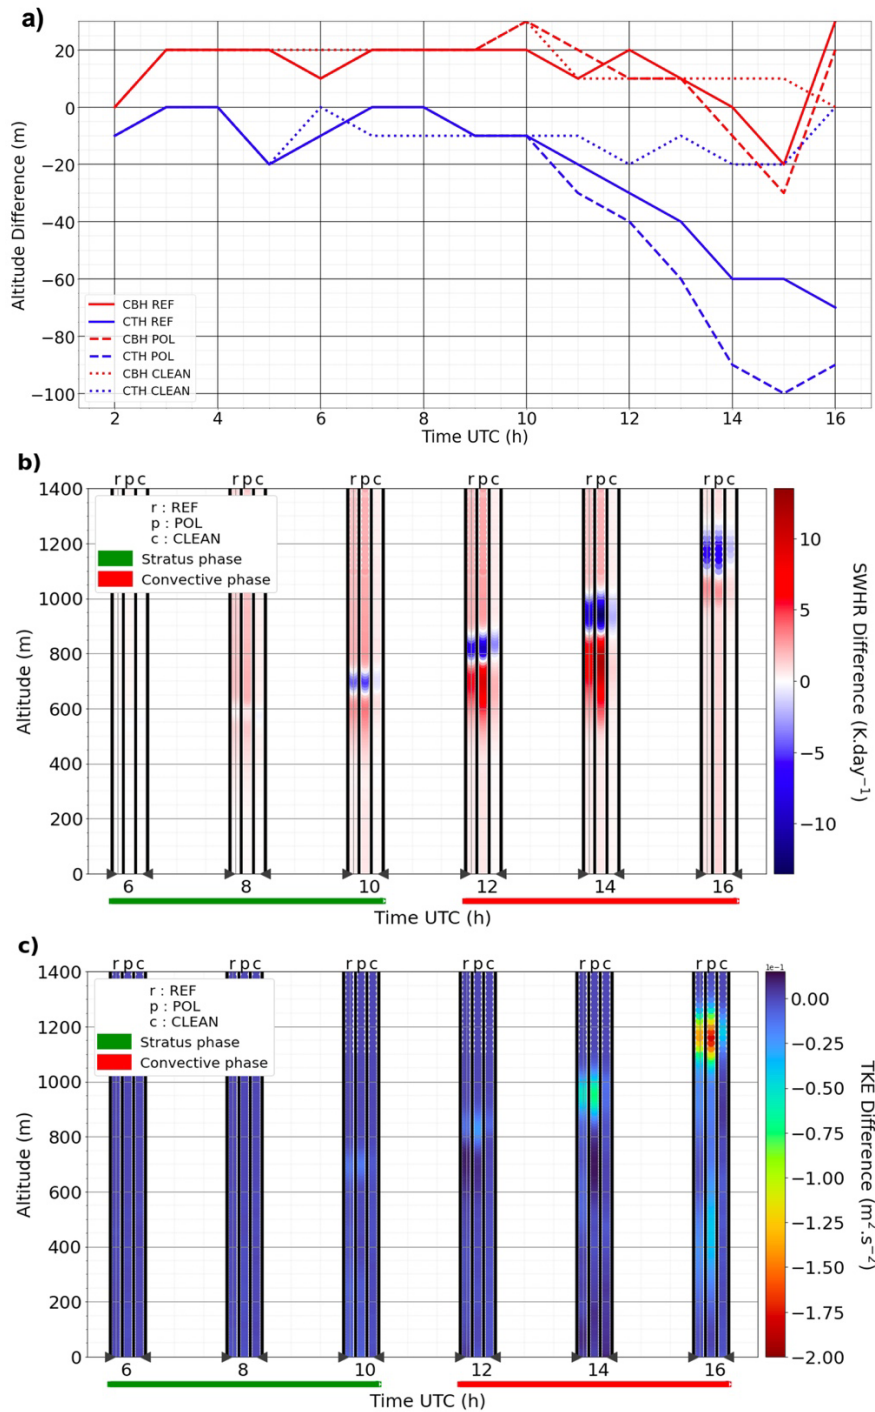 a)
Altitude Difference (m)
20
0
−20
−40
−60
−80
−100
CBH REF
CTH REF
CBH POL
CTH POL
CBH CLEAN
CTH CLEAN
2 4 6 8 10 12 14 16
Time UTC (h)
b)
r p c r p c r p c r p c r p c r p c
Altitude (m)
1400
1200
1000
800
600
400
200
0
r : REF
p : POL
c : CLEAN
Stratus phase
Convective phase
6 8 10 12 14 16
Time UTC (h)
10
5
0
−5
−10
SWHR Difference (K.day⁻¹)
c)
r p c r p c r p c r p c r p c r p c
Altitude (m)
1400
1200
1000
800
600
400
200
0
r : REF
p : POL
c : CLEAN
Stratus phase
Convective phase
6 8 10 12 14 16
Time UTC (h)
1e−1
0.00
−0.25
−0.50
−0.75
−1.00
−1.25
−1.50
−1.75
−2.00
TKE Difference (m².s⁻²)